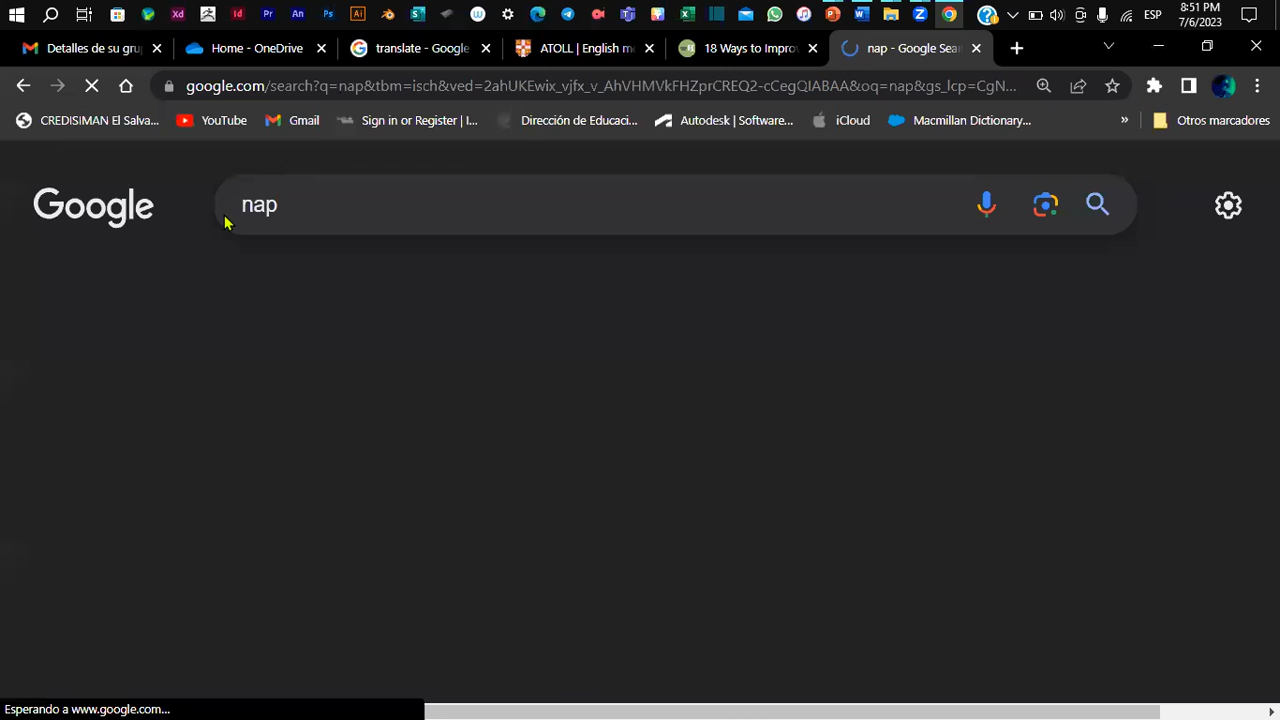 8:51 PM
ESP
7/6/2023
Detalles de su gru
Home - OneDrive
translate - Google
ATOLL | English m
18 Ways to Improv
nap - Google Sea
google.com/search?q=nap&tbm=isch&ved=2ahUKEwix_vjfx_v_AhVHMVkFHZprCREQ2-cCegQIABAA&oq=nap&gs_lcp=CgN...
CREDISIMAN El Salva...
YouTube
Gmail
Sign in or Register | I...
Dirección de Educaci...
Autodesk | Software...
iCloud
Macmillan Dictionary...
»
Otros marcadores
Google
nap
Esperando a www.google.com...